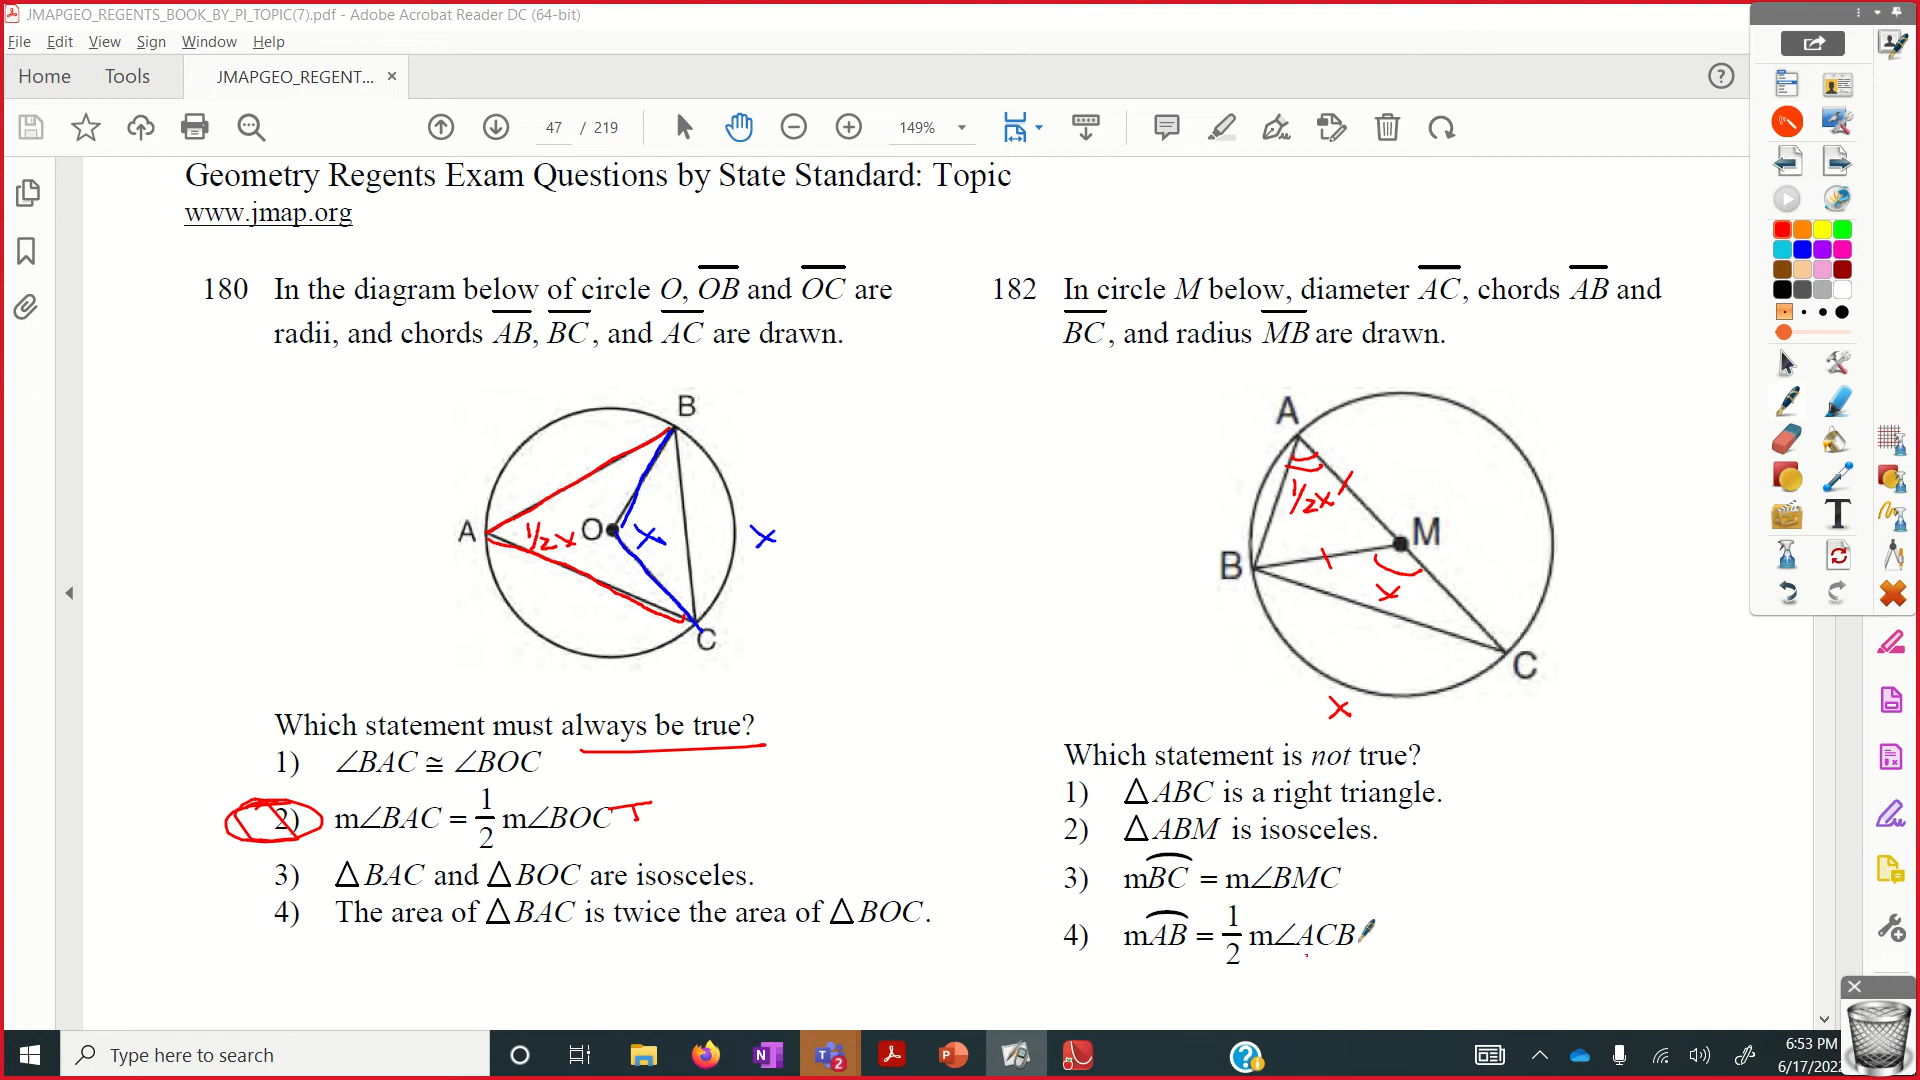 JMAPGEO_REGENTS_BOOK_BY_PI_TOPIC(7).pdf - Adobe Acrobat Reader DC (64-bit)
File Edit View Sign Window Help
Home Tools JMAPGEO_REGENT... ×
47 / 219 149%
Geometry Regents Exam Questions by State Standard: Topic
www.jmap.org
180 In the diagram below of circle O, OB and OC are
radii, and chords AB, BC, and AC are drawn.
B
A
O
C
1/2x
x
x
Which statement must always be true?
1) ∠BAC ≅ ∠BOC
2) m∠BAC = 1/2 m∠BOC T
3) △BAC and △BOC are isosceles.
4) The area of △BAC is twice the area of △BOC.
182 In circle M below, diameter AC, chords AB and
BC, and radius MB are drawn.
A
1/2x
M
B
x
C
x
Which statement is not true?
1) △ABC is a right triangle.
2) △ABM is isosceles.
3) mBC = m∠BMC
4) mAB = 1/2 m∠ACB
Type here to search
6:53 PM
6/17/202